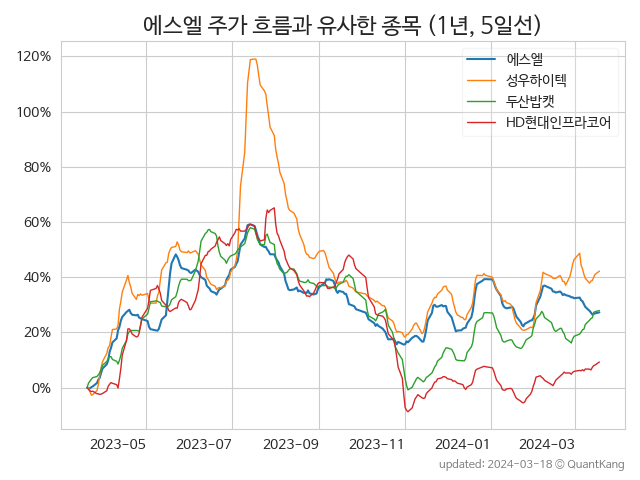 에스엘 주가 흐름과 유사한 종목 (1년, 5일선)
에스엘
성우하이텍
두산밥캣
HD현대인프라코어
120%
100%
80%
60%
40%
20%
0%
2023-05 2023-07 2023-09 2023-11 2024-01 2024-03
updated: 2024-03-18 © QuantKang